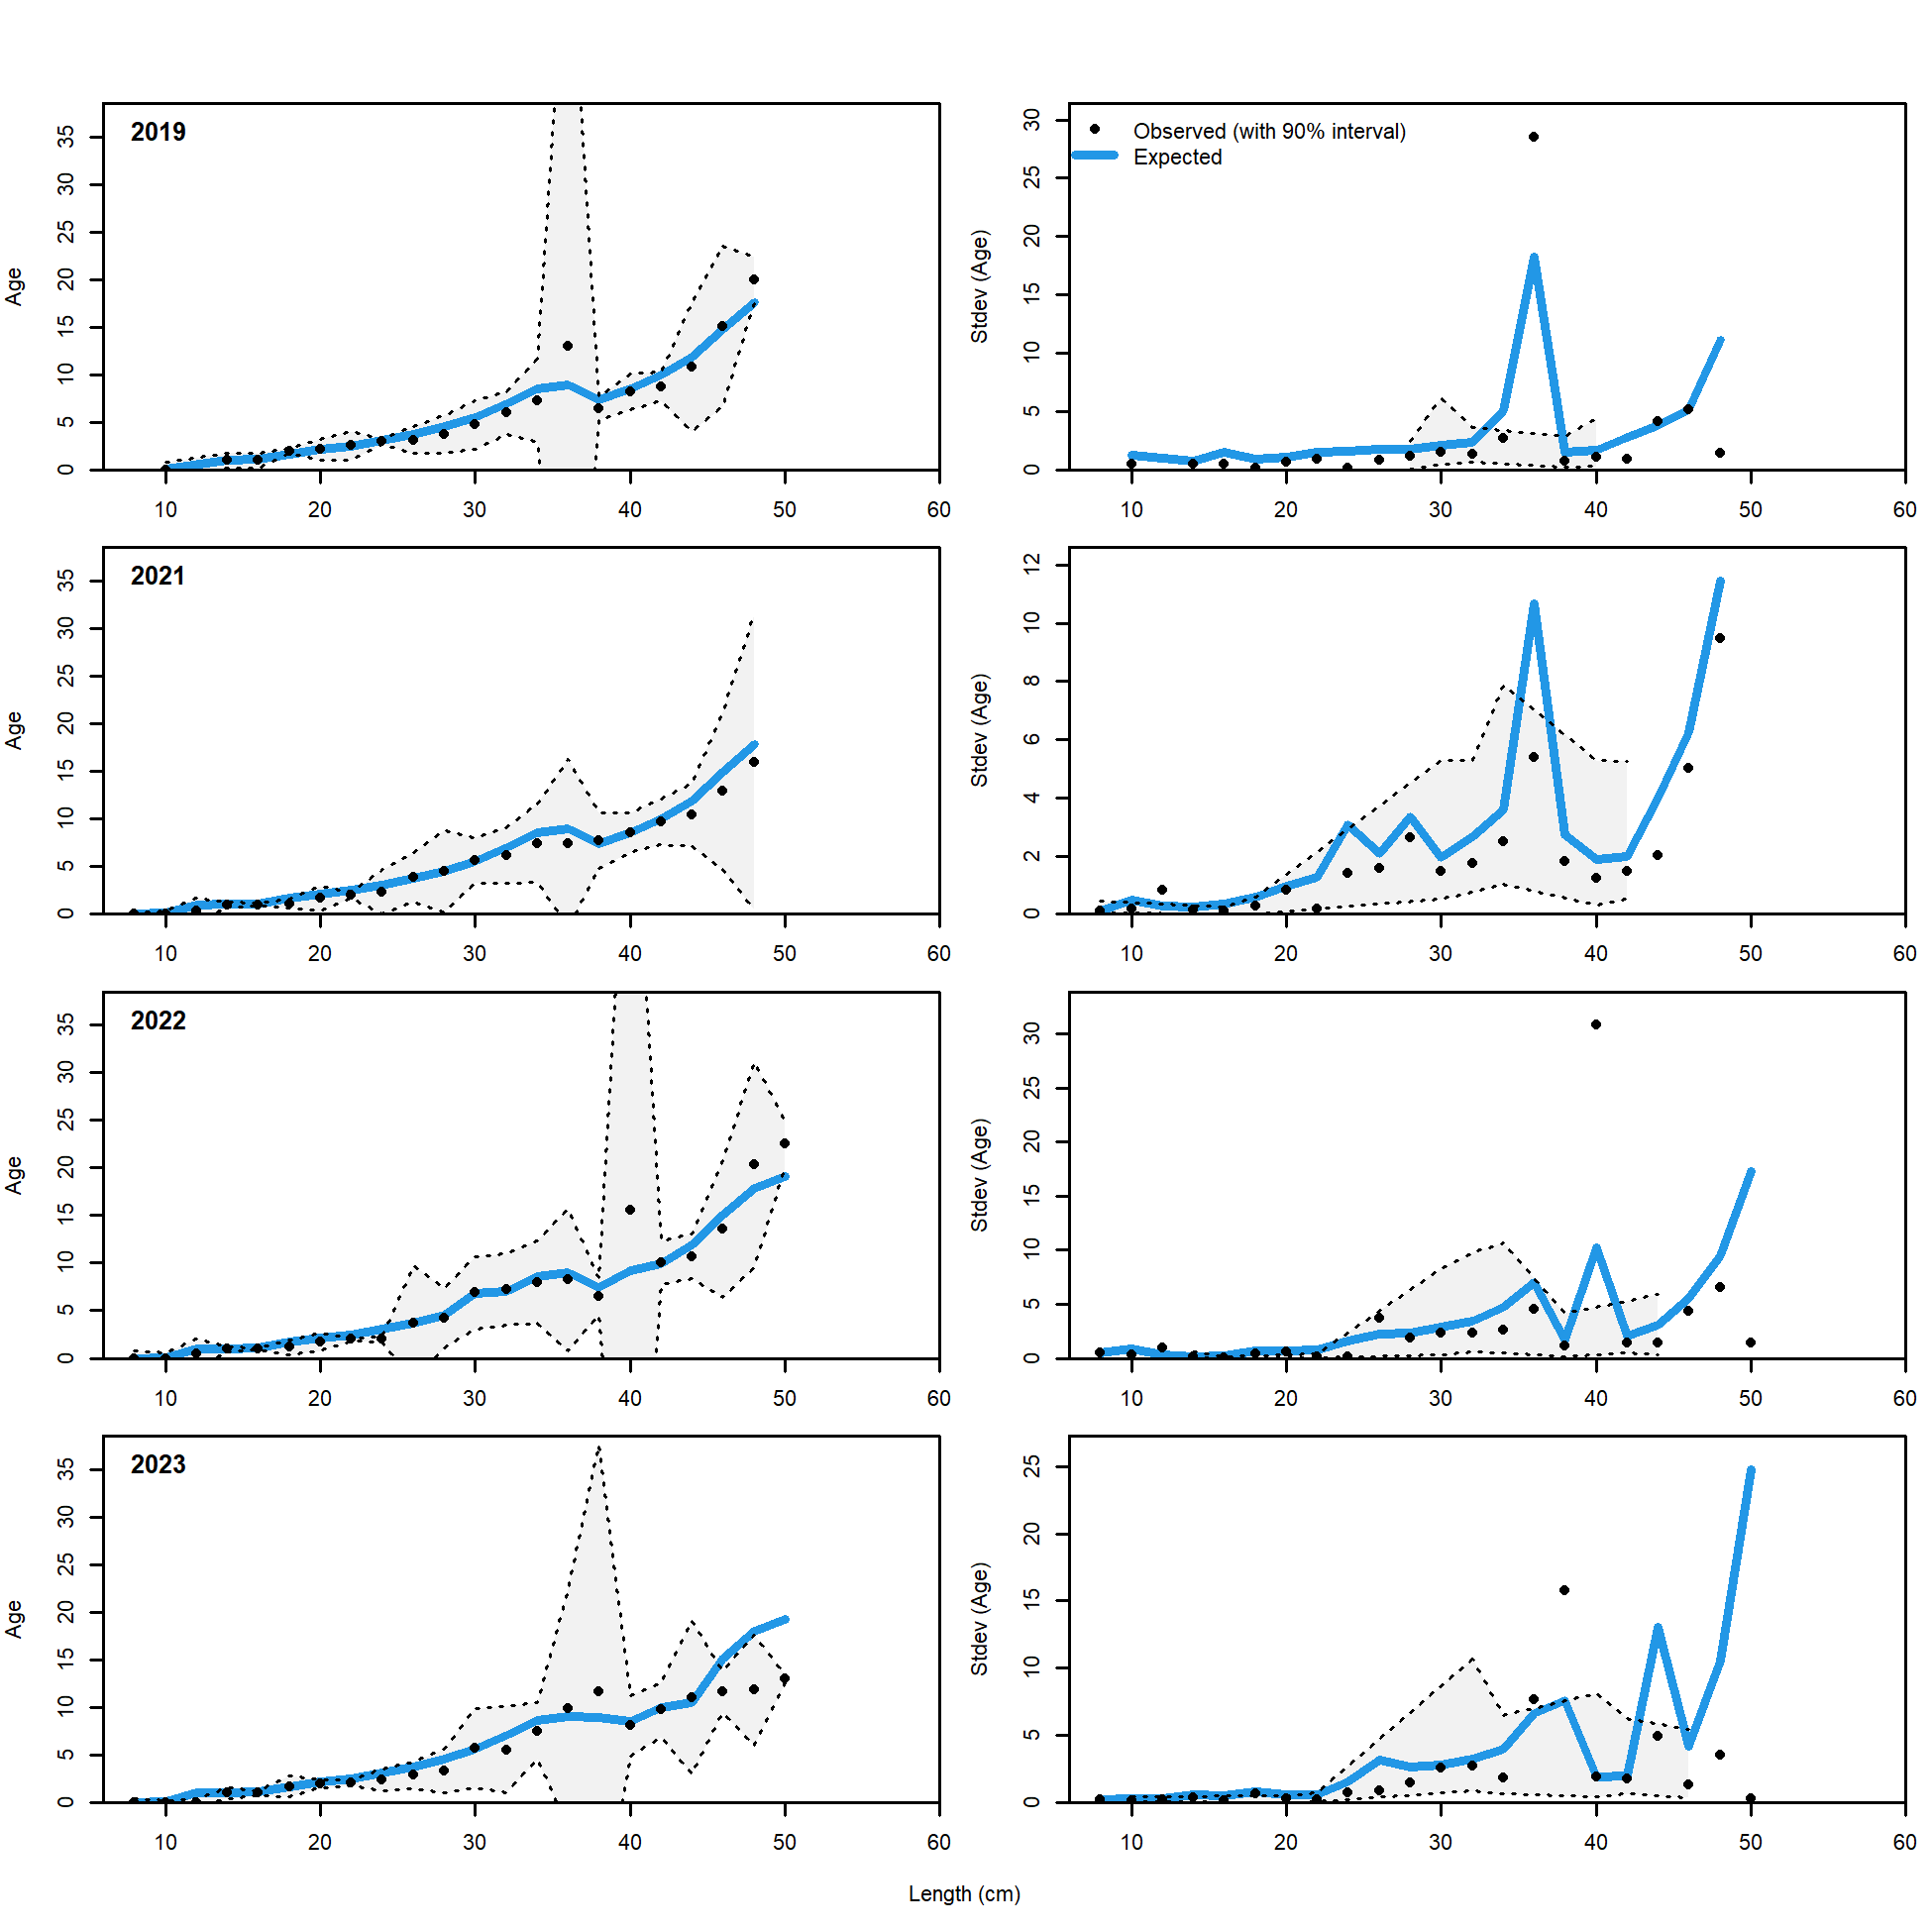 2019
Age
0 5 10 15 20 25 30 35
10 20 30 40 50 60
Observed (with 90% interval)
Expected
Stdev (Age)
0 5 10 15 20 25 30
10 20 30 40 50 60
2021
Age
0 5 10 15 20 25 30 35
10 20 30 40 50 60
Stdev (Age)
0 2 4 6 8 10 12
10 20 30 40 50 60
2022
Age
0 5 10 15 20 25 30 35
10 20 30 40 50 60
Stdev (Age)
0 5 10 15 20 25 30
10 20 30 40 50 60
2023
Age
0 5 10 15 20 25 30 35
10 20 30 40 50 60
Stdev (Age)
0 5 10 15 20 25
10 20 30 40 50 60
Length (cm)